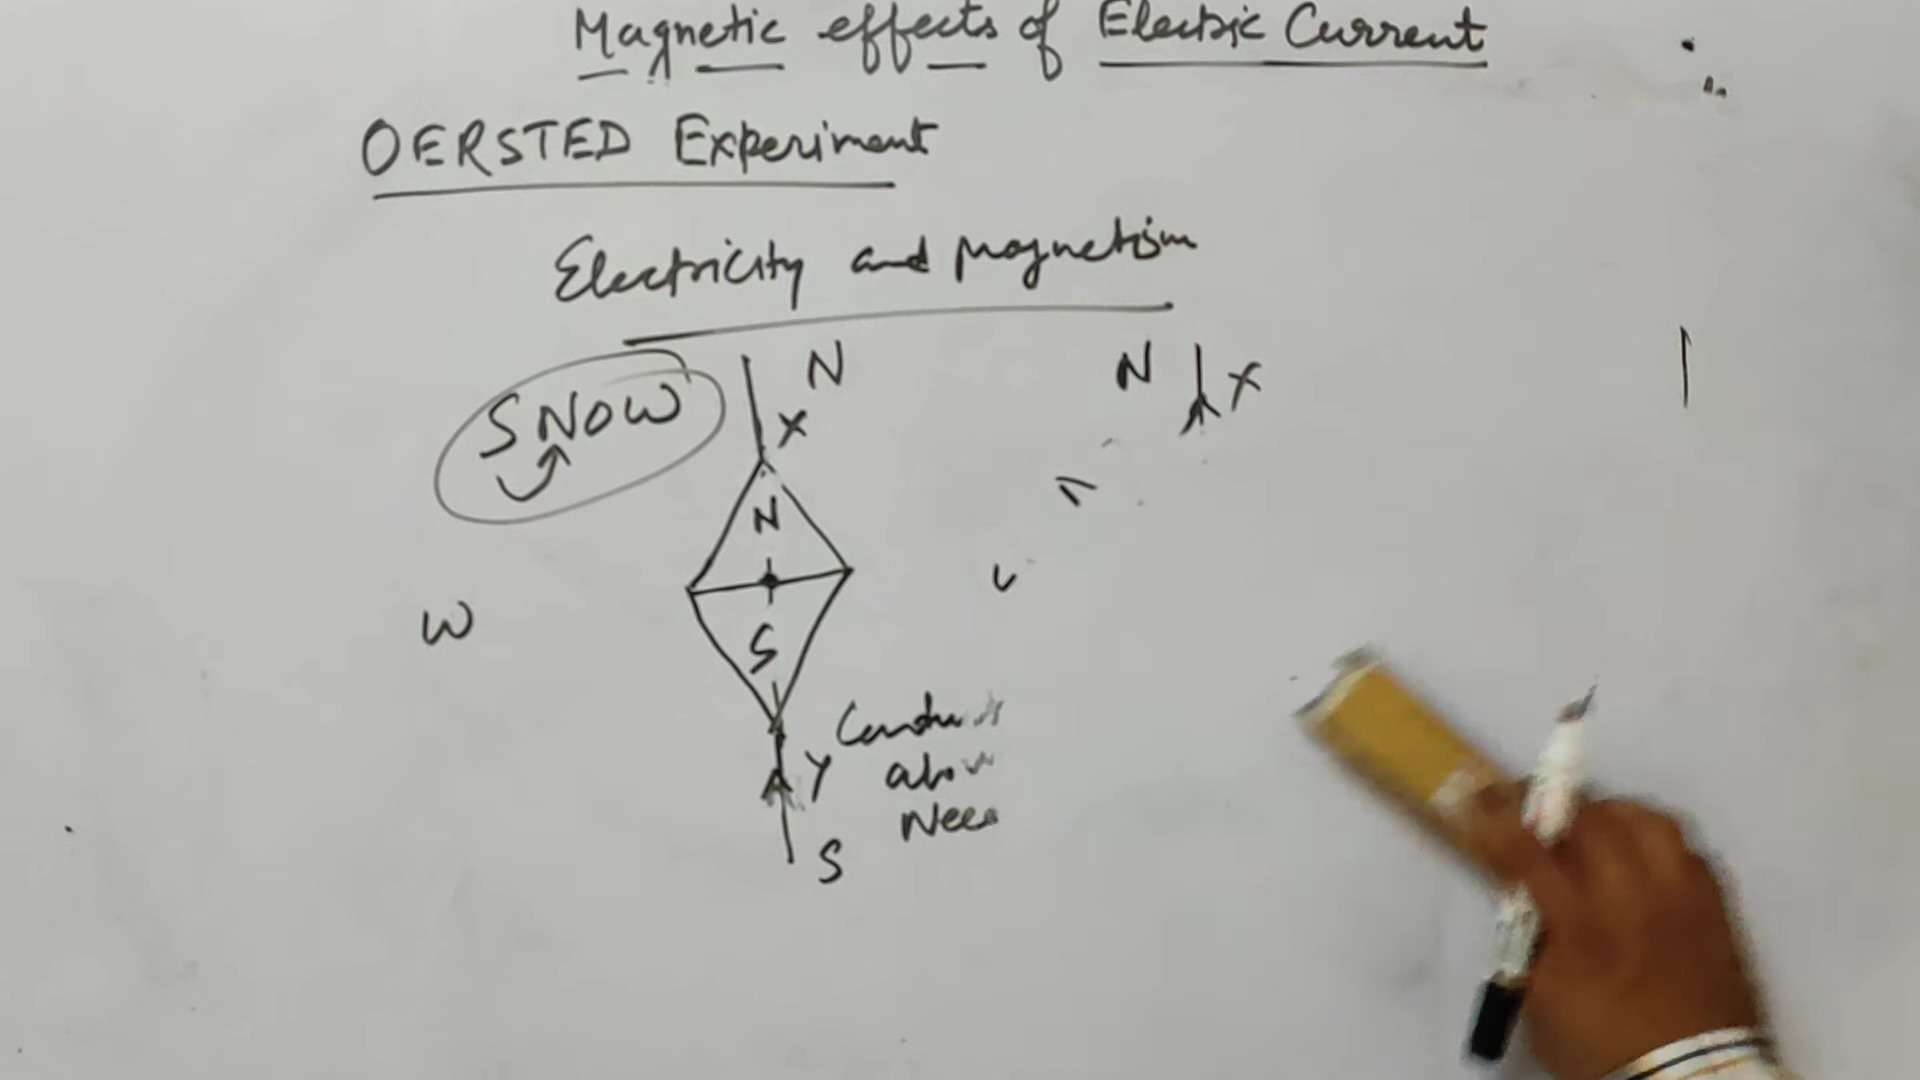 Magnetic effects of Electric Current
OERSTED Experiment
Electricity and Magnetism
N
N
X
SNOW
X
N
W
S
Y
S